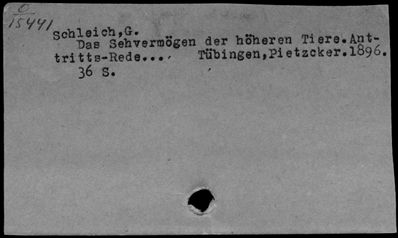 O
15441
Schleich,G.
Das Sehvermögen der höheren Tiere.Ant-
tritts-Rede.... Tübingen,Pietzcker.1896.
36 S.